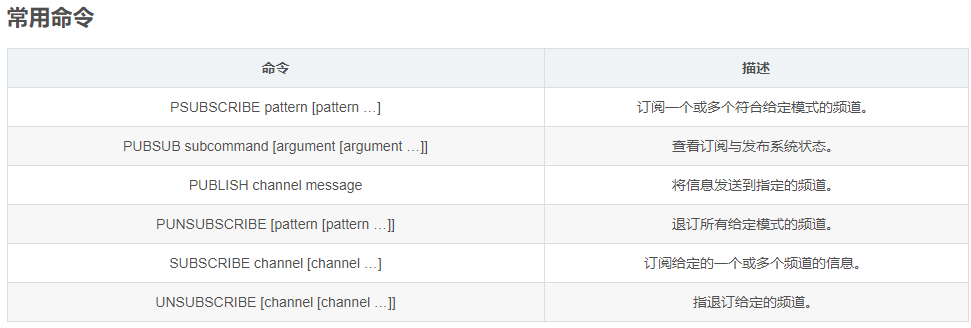 常用命令
命令 描述
PSUBSCRIBE pattern [pattern …] 订阅一个或多个符合给定模式的频道。
PUBSUB subcommand [argument [argument …]] 查看订阅与发布系统状态。
PUBLISH channel message 将信息发送到指定的频道。
PUNSUBSCRIBE [pattern [pattern …]] 退订所有给定模式的频道。
SUBSCRIBE channel [channel …] 订阅给定的一个或多个频道的信息。
UNSUBSCRIBE [channel [channel …]] 指退订给定的频道。